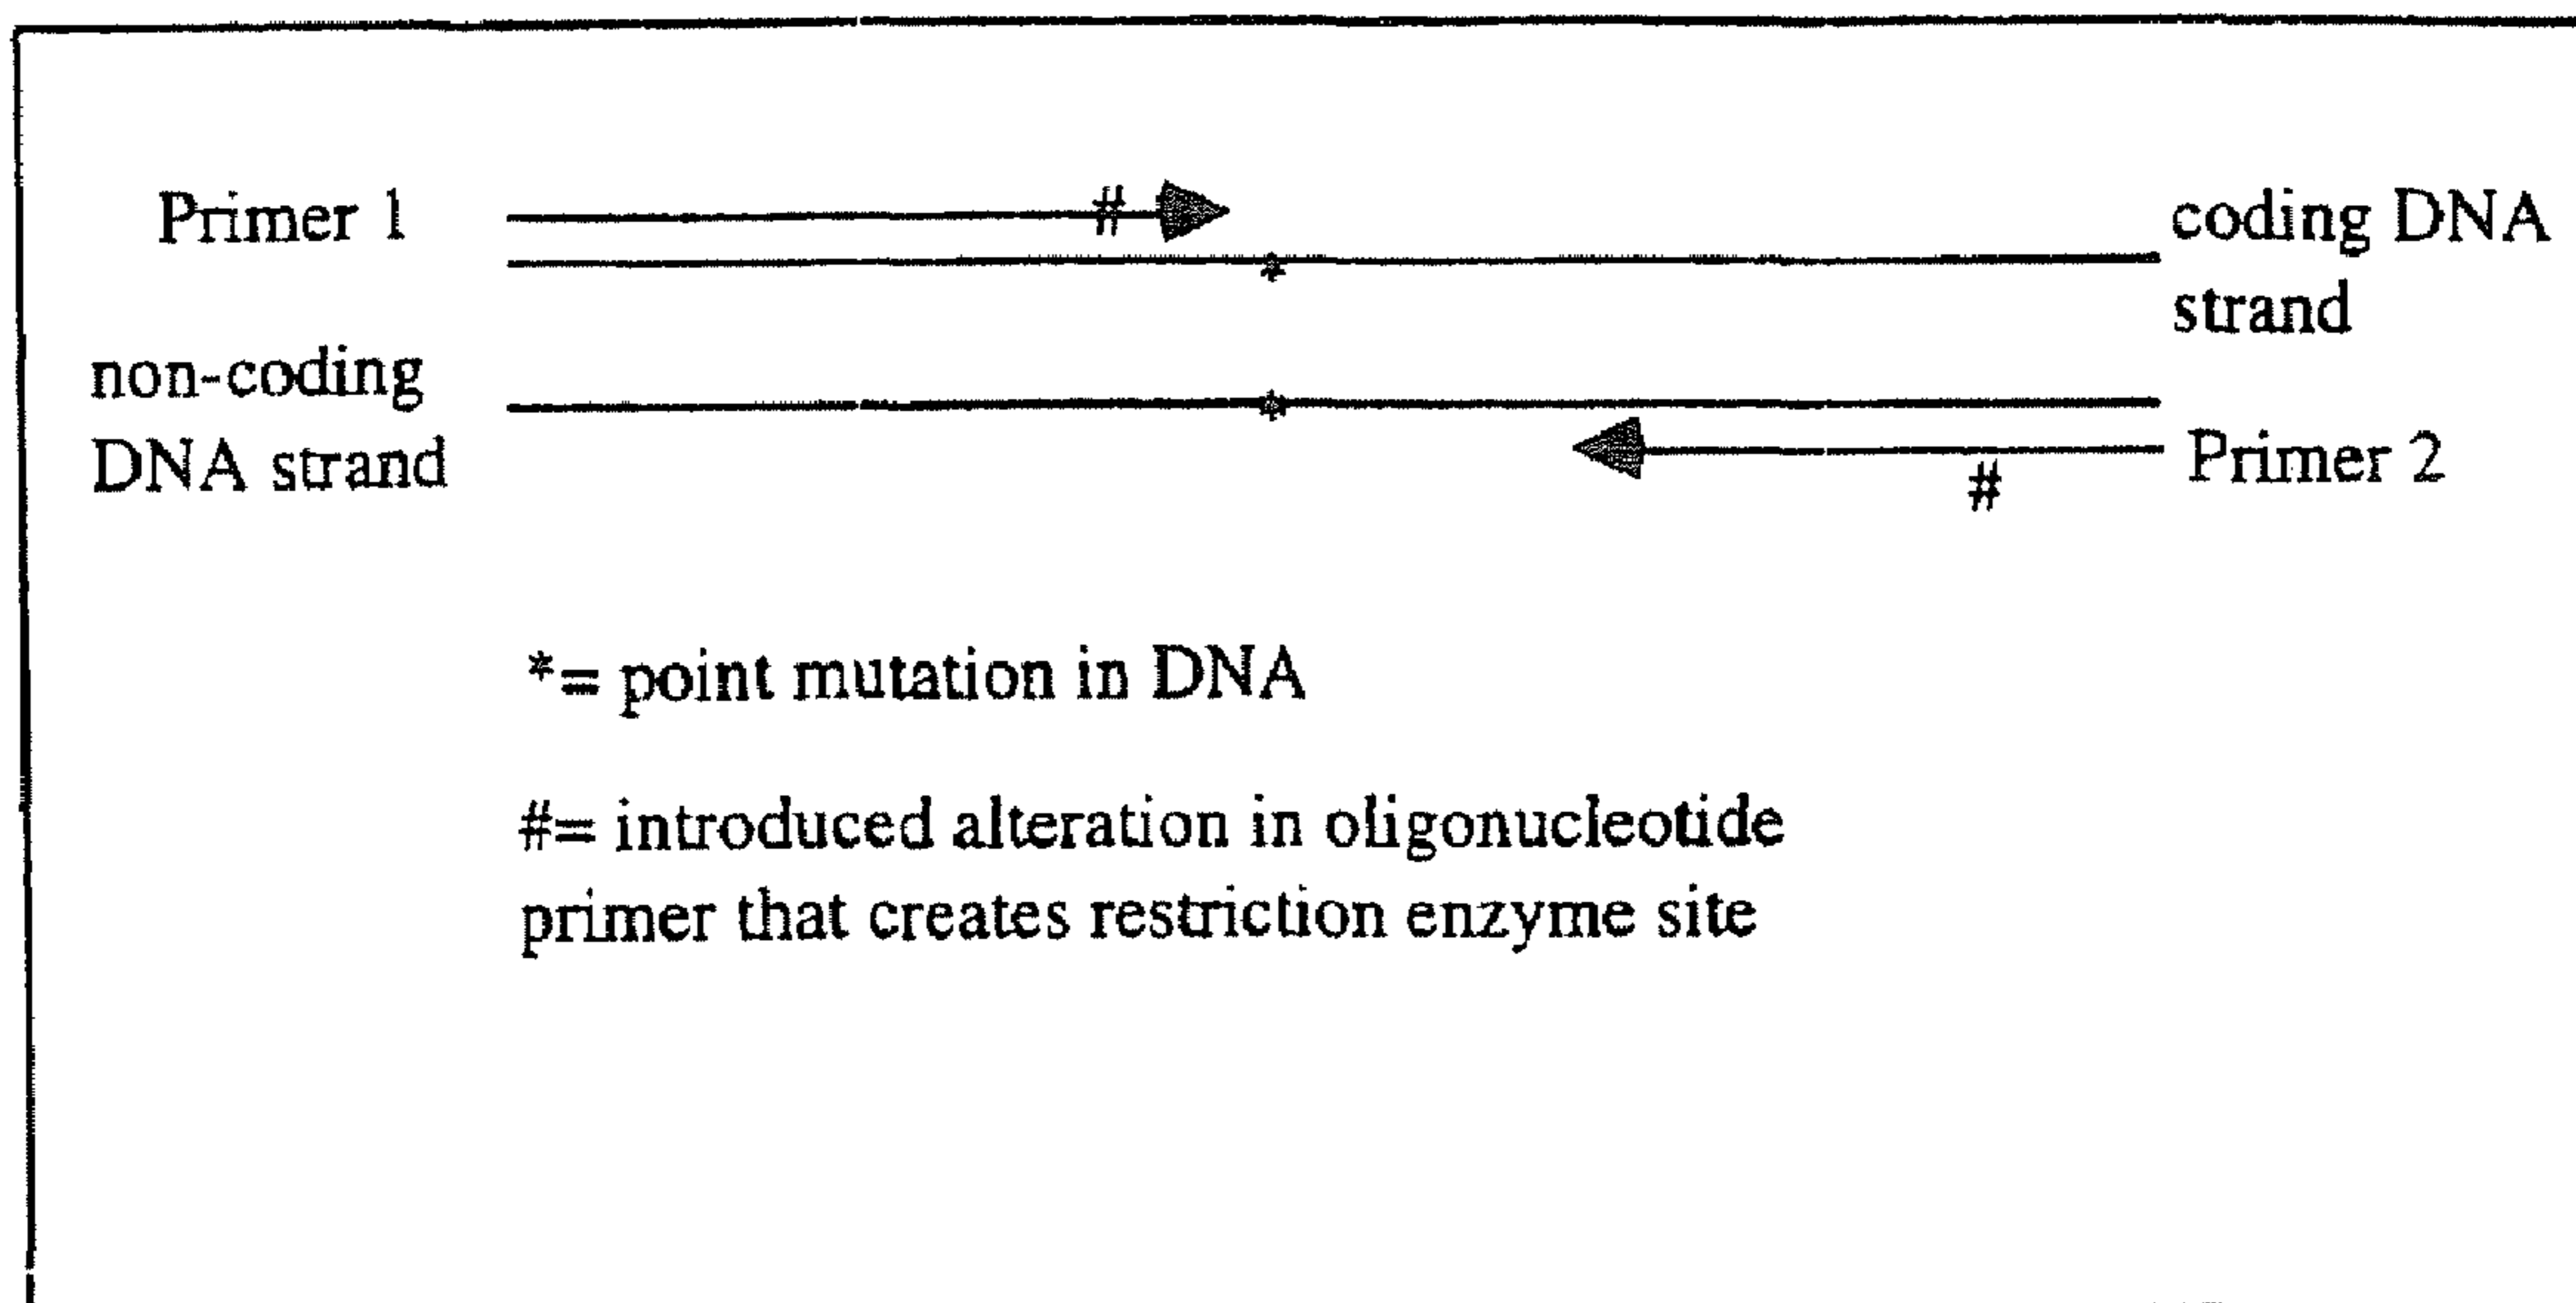 Primer 1
#
coding DNA
strand
*
non-coding
DNA strand
*
Primer 2
#
*= point mutation in DNA
#= introduced alteration in oligonucleotide
primer that creates restriction enzyme site